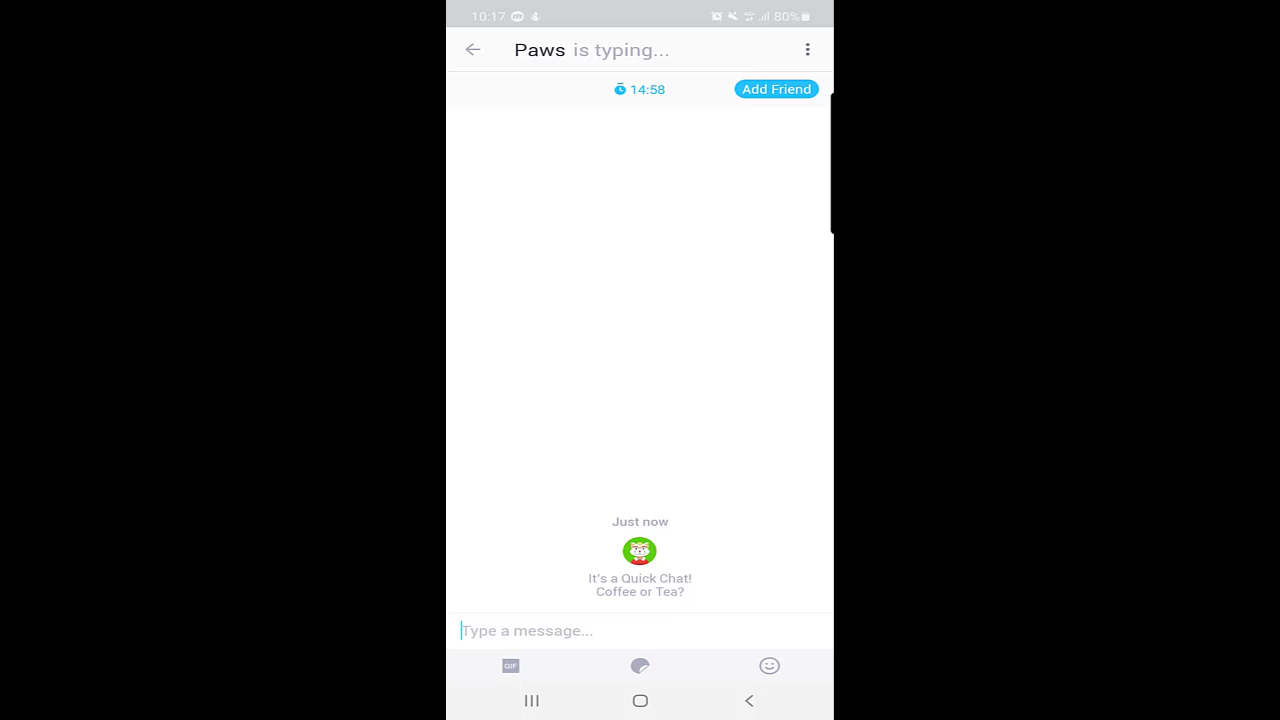 10:17 80%
Paws is typing...
14:58 Add Friend
Just now
It's a Quick Chat!
Coffee or Tea?
Type a message...
GIF